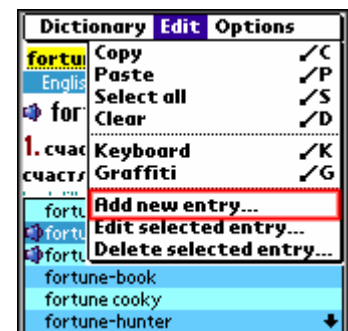 Dictionary Edit Options
fortu
Englis
Copy ⁄C
Paste ⁄P
Select all ⁄S
for
Clear ⁄D
1. счас
Keyboard ⁄K
счаст
Graffiti ⁄G
fortu
Add new entry...
fortu
Edit selected entry...
fortu
Delete selected entry...
fortune-book
fortune cooky
fortune-hunter